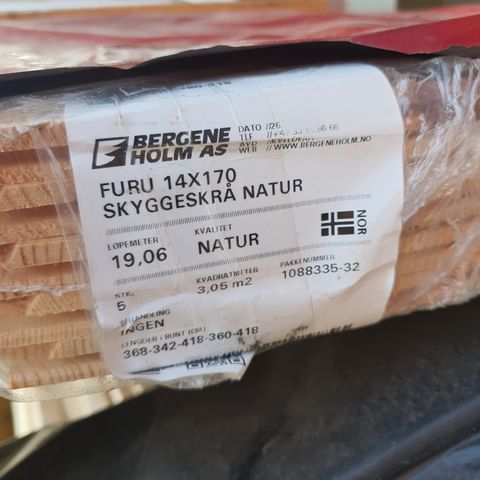 BERGENE
HOLM AS
DATO //26
TLF
AVD
WEB //WWW.BERGENEHOLM.NO
FURU 14X170
SKYGGESKRÅ NATUR
LØPEMETER
19,06
KVALITET
NATUR
NOR
STK.
5
KVADRATMETER
3,05 m2
PAKKENUMMER
1088335-32
BEHANDLING
INGEN
LENGDER I BUNT (CM)
368-342-418-360-418